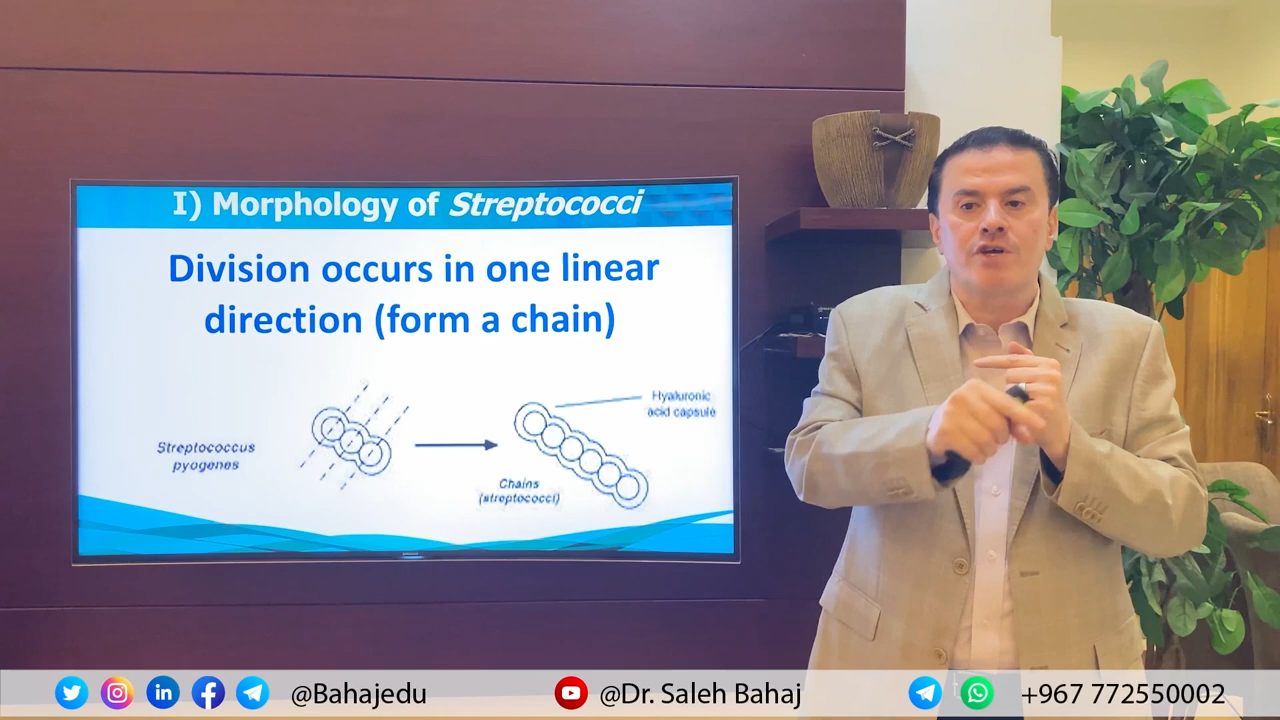 I) Morphology of Streptococci
Division occurs in one linear
direction (form a chain)
Hyaluronic
acid capsule
Streptococcus
pyogenes
Chains
(streptococci)
@Bahajedu
@Dr. Saleh Bahaj
+967 772550002